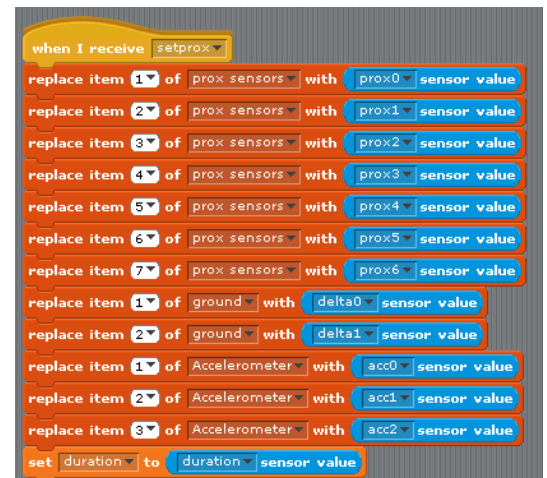 when I receive setprox
replace item 1 of prox sensors with prox0 sensor value
replace item 2 of prox sensors with prox1 sensor value
replace item 3 of prox sensors with prox2 sensor value
replace item 4 of prox sensors with prox3 sensor value
replace item 5 of prox sensors with prox4 sensor value
replace item 6 of prox sensors with prox5 sensor value
replace item 7 of prox sensors with prox6 sensor value
replace item 1 of ground with delta0 sensor value
replace item 2 of ground with delta1 sensor value
replace item 1 of Accelerometer with acc0 sensor value
replace item 2 of Accelerometer with acc1 sensor value
replace item 3 of Accelerometer with acc2 sensor value
set duration to duration sensor value